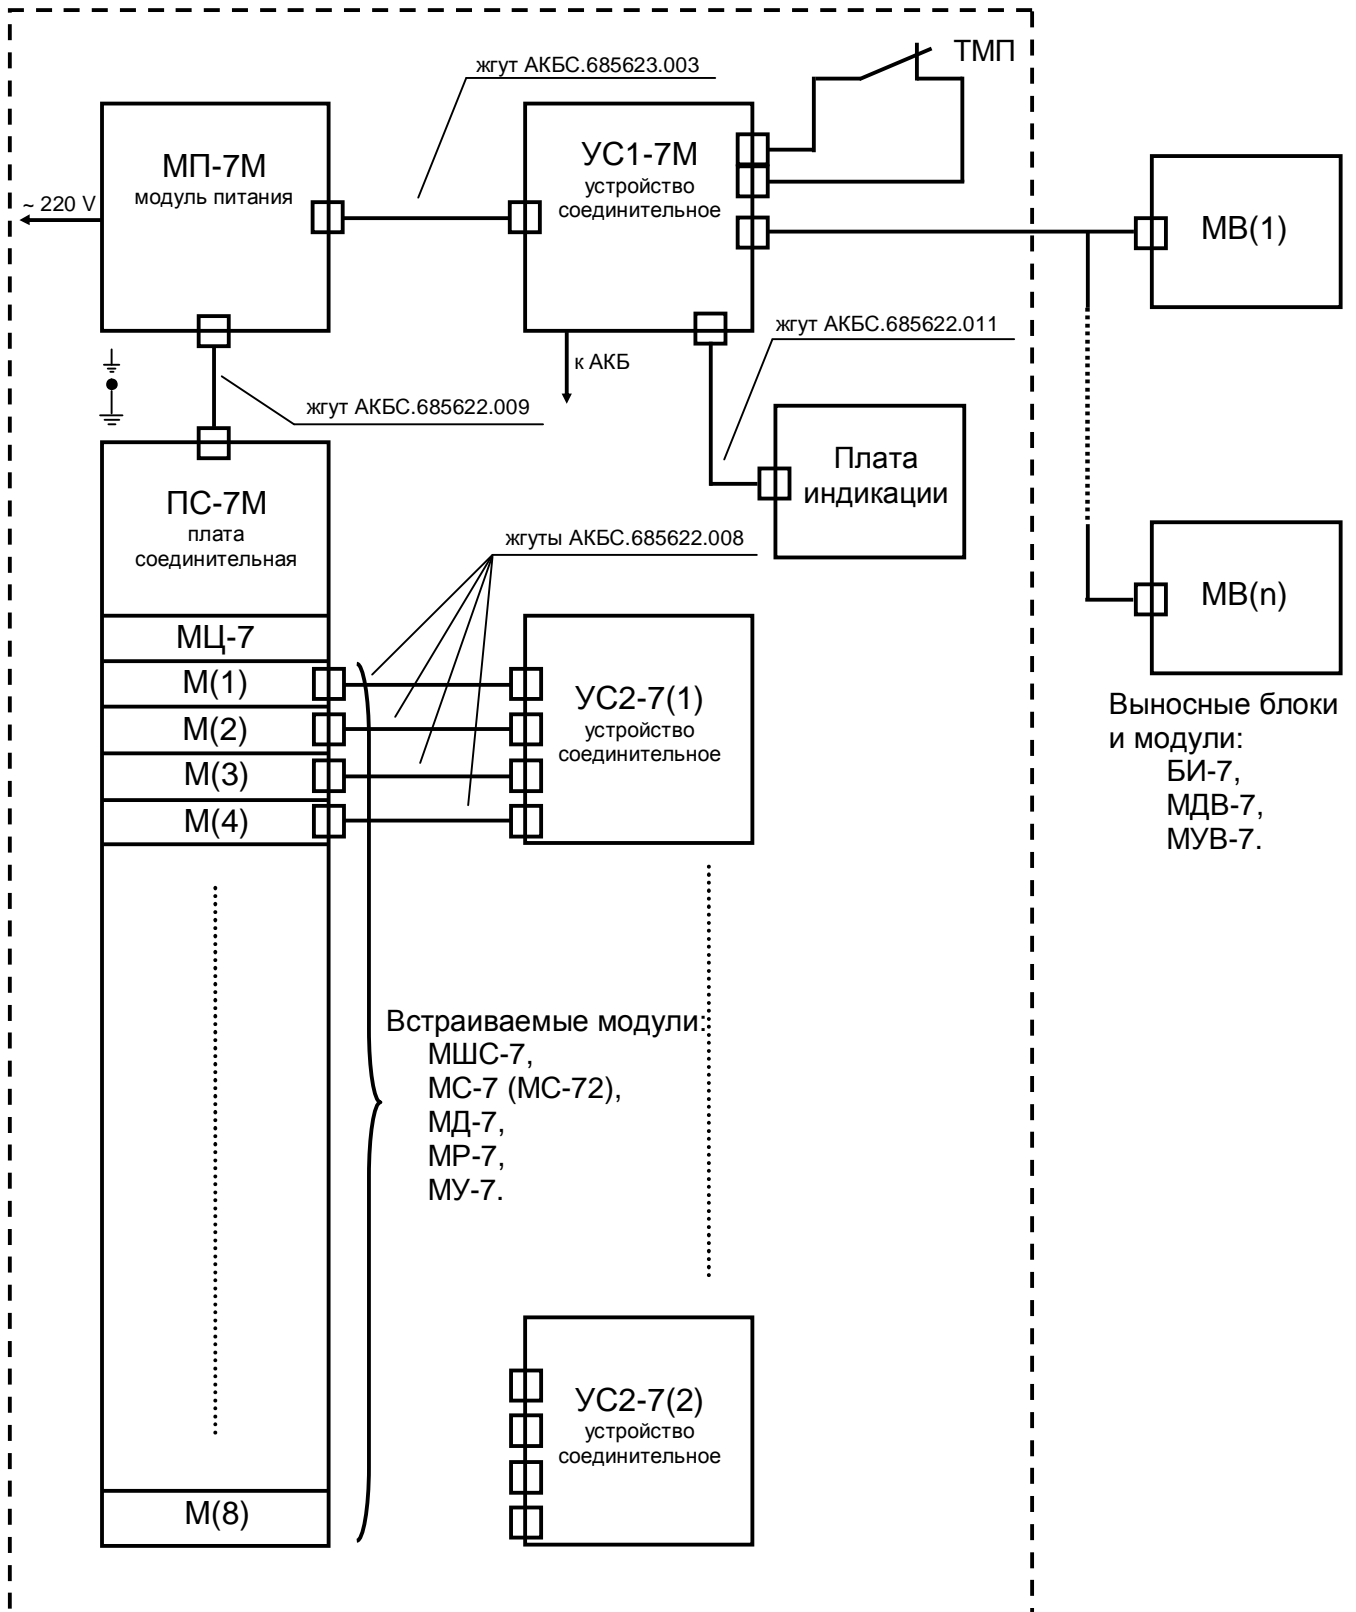 жгут АКБС.685623.003
ТМП
МП-7М
модуль питания
~ 220 V
УС1-7М
устройство
соединительное
МВ(1)
жгут АКБС.685622.011
к АКБ
жгут АКБС.685622.009
Плата
индикации
ПС-7М
плата
соединительная
жгуты АКБС.685622.008
МВ(n)
МЦ-7
М(1)
М(2)
М(3)
М(4)
УС2-7(1)
устройство
соединительное
Выносные блоки
и модули:
БИ-7,
МДВ-7,
МУВ-7.
Встраиваемые модули:
МШС-7,
МС-7 (МС-72),
МД-7,
МР-7,
МУ-7.
УС2-7(2)
устройство
соединительное
М(8)